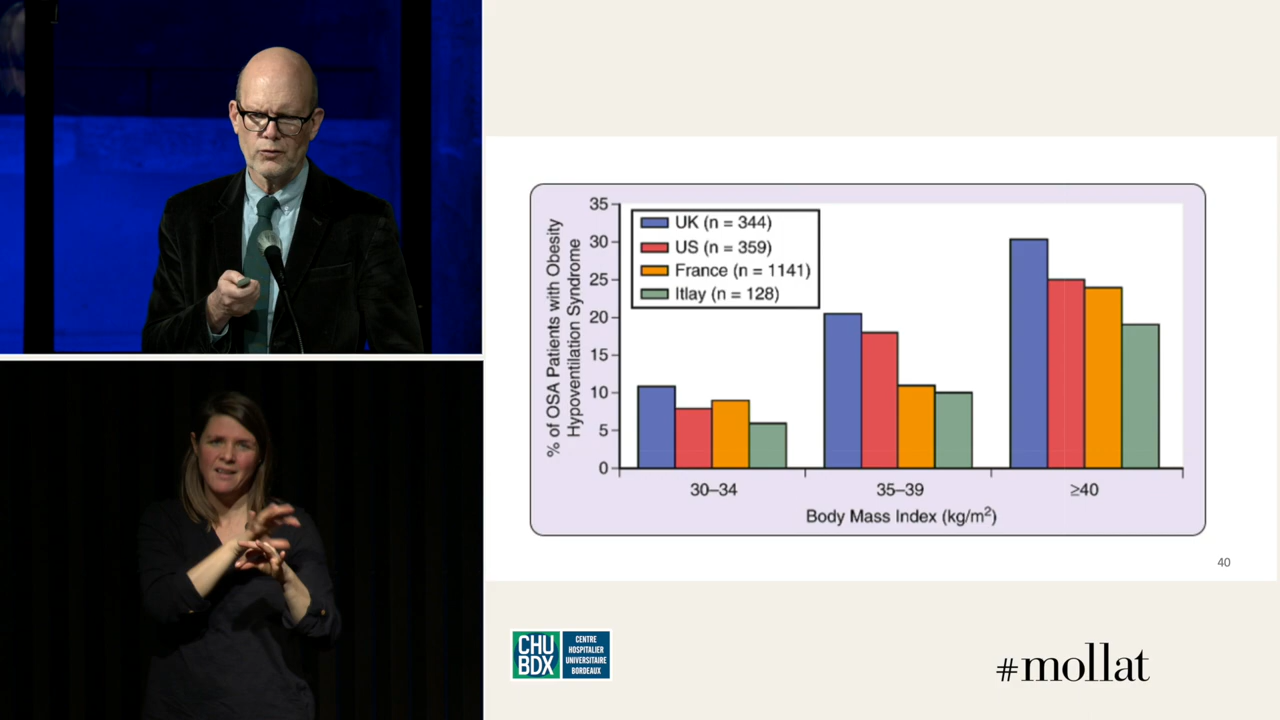 % of OSA Patients with Obesity
Hypoventilation Syndrome
35
30
25
20
15
10
5
0
UK (n = 344)
US (n = 359)
France (n = 1141)
Itlay (n = 128)
30–34
35–39
≥40
Body Mass Index (kg/m²)
40
CHU
BDX
CENTRE
HOSPITALIER
UNIVERSITAIRE
BORDEAUX
#mollat